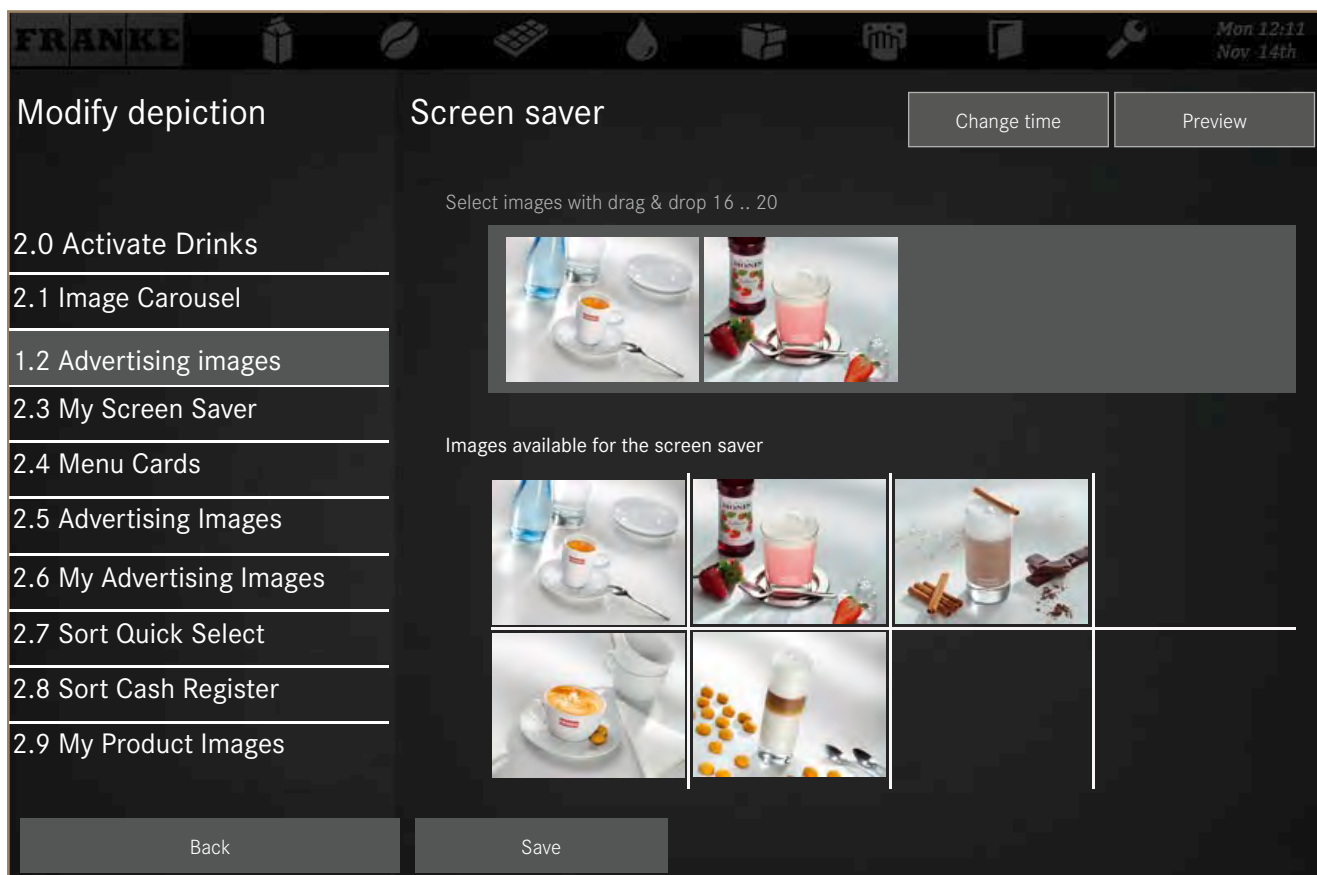 FRANKE
Mon 12:11
Nov 14th
Modify depiction
Screen saver
Change time
Preview
Select images with drag & drop 16 .. 20
2.0 Activate Drinks
2.1 Image Carousel
1.2 Advertising images
2.3 My Screen Saver
2.4 Menu Cards
2.5 Advertising Images
2.6 My Advertising Images
2.7 Sort Quick Select
2.8 Sort Cash Register
2.9 My Product Images
MONIN
Images available for the screen saver
MONIN
Back
Save